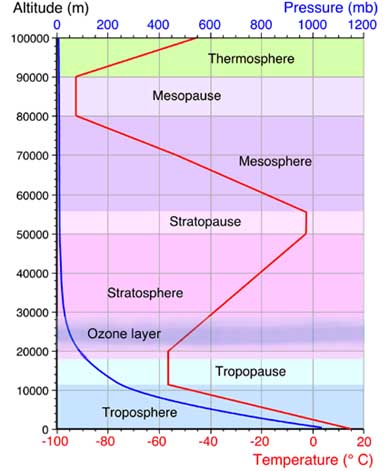 Altitude (m) Pressure (mb)
0 200 400 600 800 1000 1200
100000
Thermosphere
90000
Mesopause
80000
70000
Mesosphere
60000
Stratopause
50000
40000
Stratosphere
30000
Ozone layer
20000
Tropopause
10000
Troposphere
0
-100 -80 -60 -40 -20 0 20
Temperature (° C)